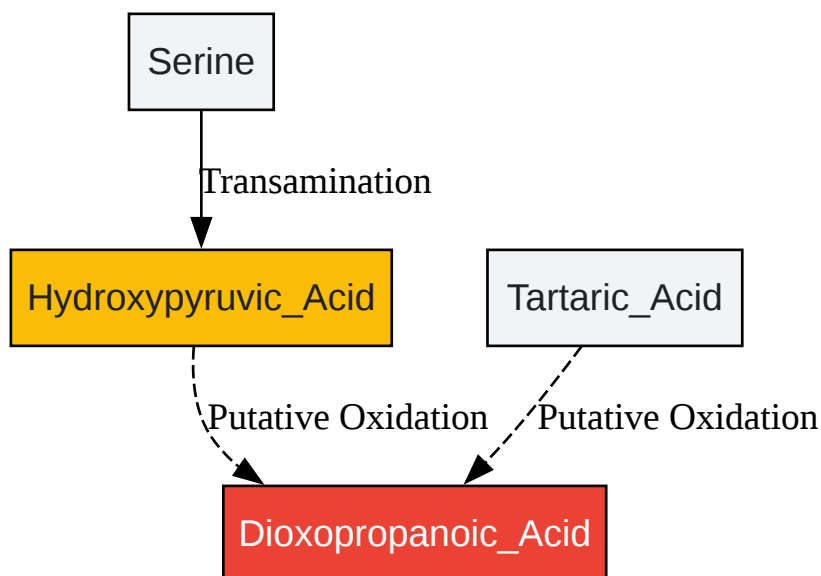 Serine
Transamination
Hydroxypyruvic_Acid
Tartaric_Acid
Putative Oxidation
Putative Oxidation
Dioxopropanoic_Acid